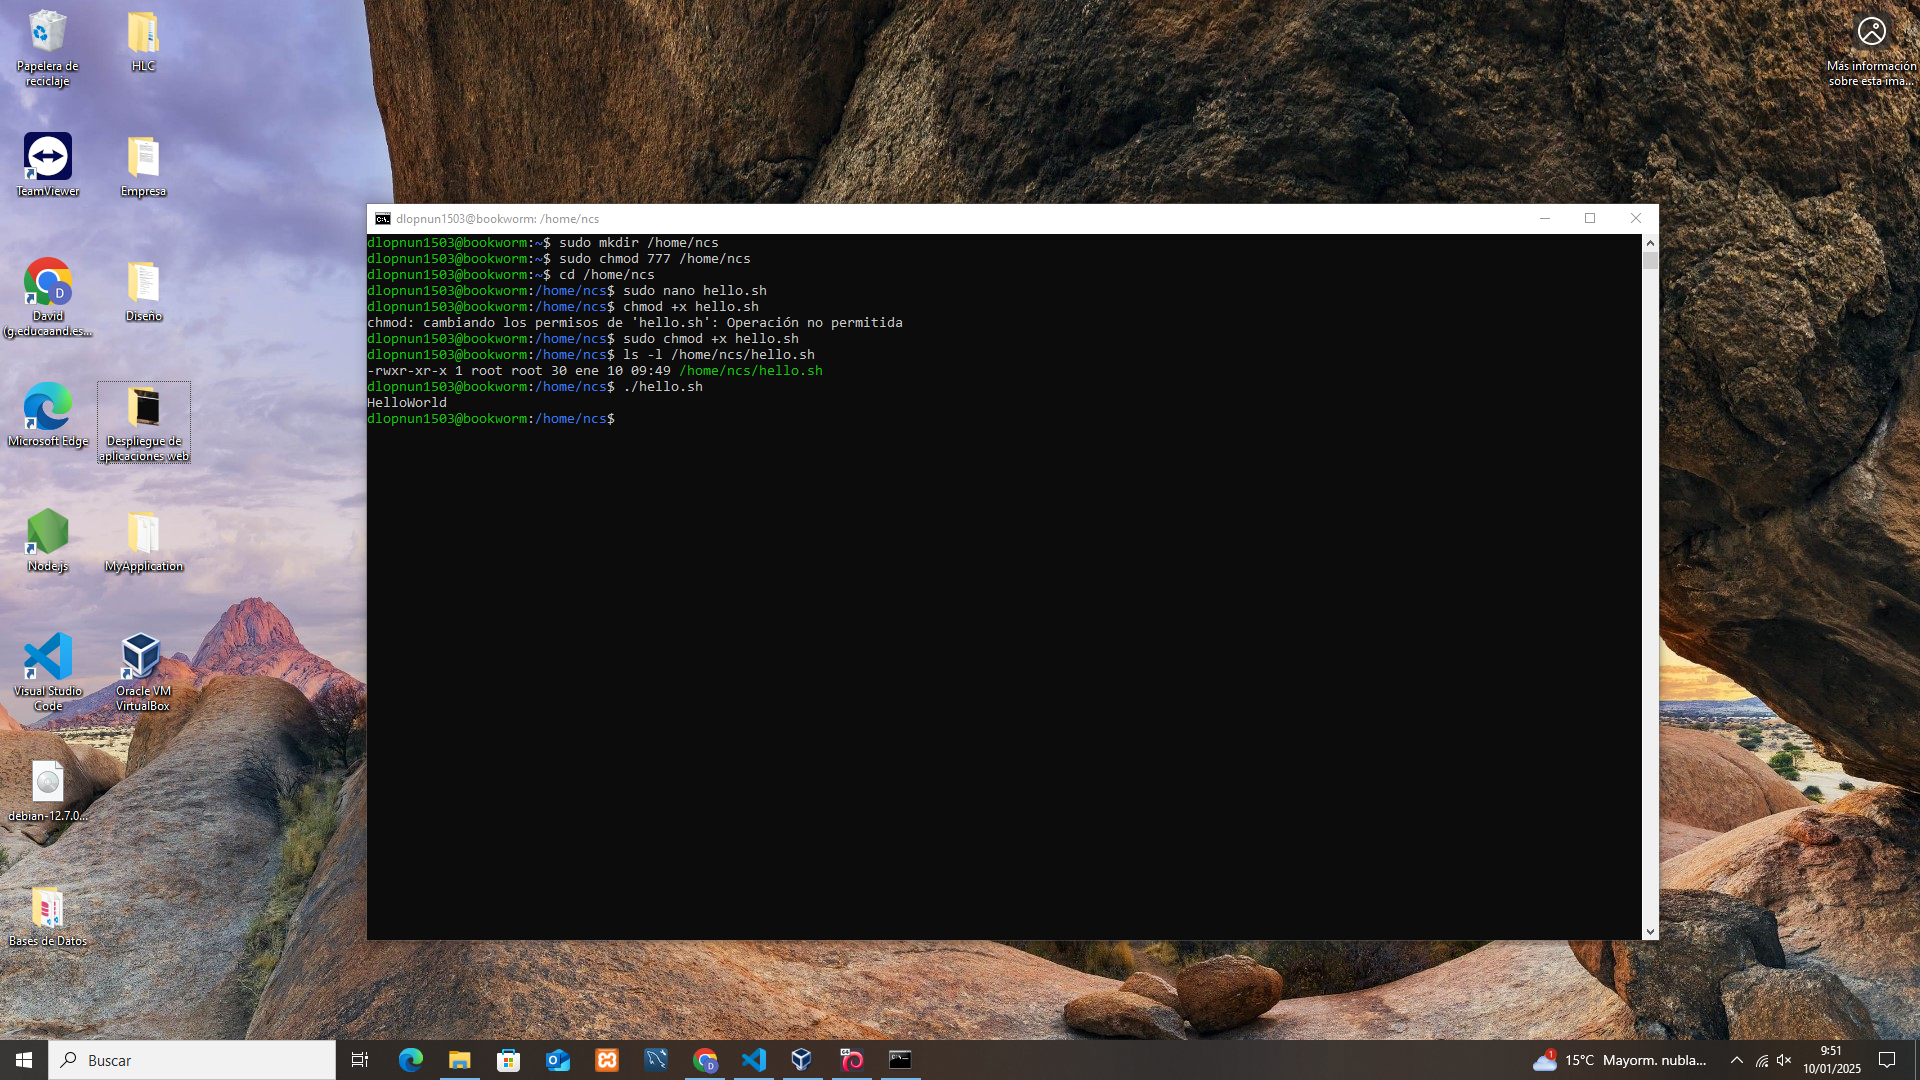 Papelera de
reciclaje
HLC
Más información
sobre esta ima...
TeamViewer
Empresa
David
(g.educaand.es...
Diseño
Microsoft Edge
Despliegue de
aplicaciones web
Node.js
MyApplication
Visual Studio
Code
Oracle VM
VirtualBox
debian-12.7.0...
Bases de Datos
dlopnun1503@bookworm: /home/ncs
dlopnun1503@bookworm:~$ sudo mkdir /home/ncs
dlopnun1503@bookworm:~$ sudo chmod 777 /home/ncs
dlopnun1503@bookworm:~$ cd /home/ncs
dlopnun1503@bookworm:/home/ncs$ sudo nano hello.sh
dlopnun1503@bookworm:/home/ncs$ chmod +x hello.sh
chmod: cambiando los permisos de 'hello.sh': Operación no permitida
dlopnun1503@bookworm:/home/ncs$ sudo chmod +x hello.sh
dlopnun1503@bookworm:/home/ncs$ ls -l /home/ncs/hello.sh
-rwxr-xr-x 1 root root 30 ene 10 09:49 /home/ncs/hello.sh
dlopnun1503@bookworm:/home/ncs$ ./hello.sh
HelloWorld
dlopnun1503@bookworm:/home/ncs$
Buscar
15°C Mayorm. nubla...
9:51
10/01/2025